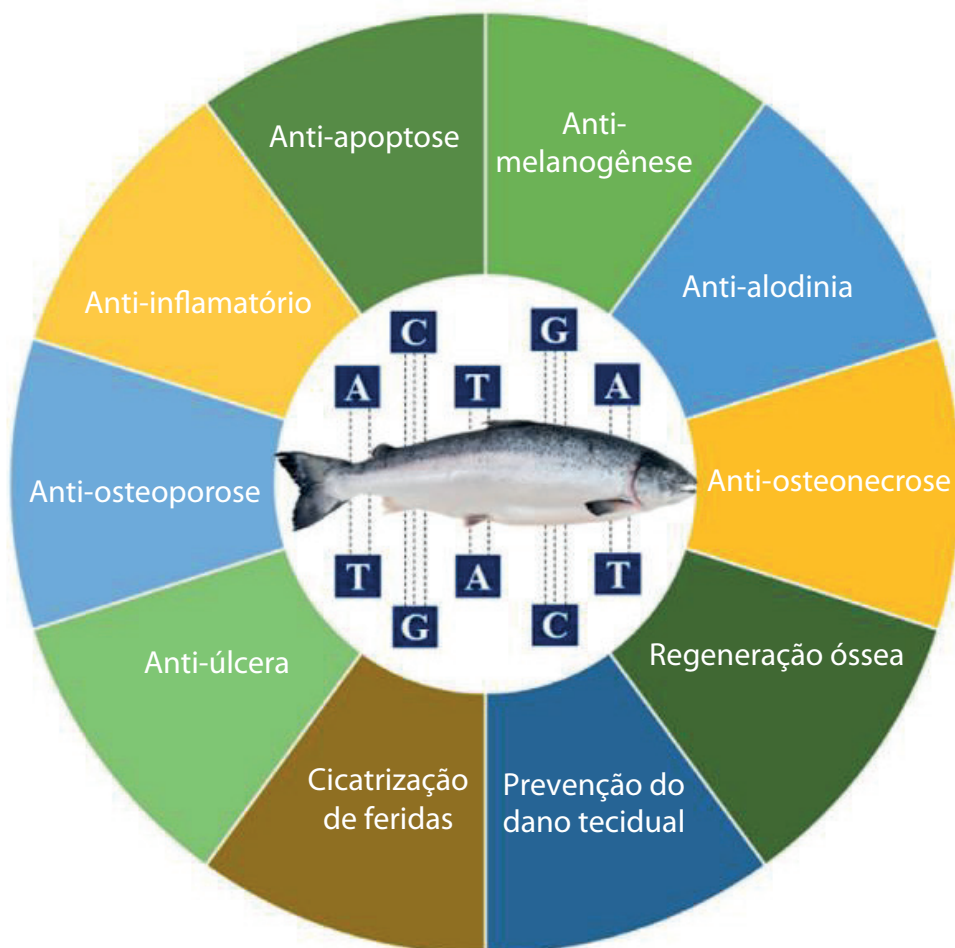 Anti-apoptose
Anti-
melanogênese
Anti-inflamatório
Anti-alodinia
C
G
A
T
A
Anti-osteoporose
Anti-osteonecrose
T
A
T
G
C
Anti-úlcera
Regeneração óssea
Cicatrização
de feridas
Prevenção do
dano tecidual